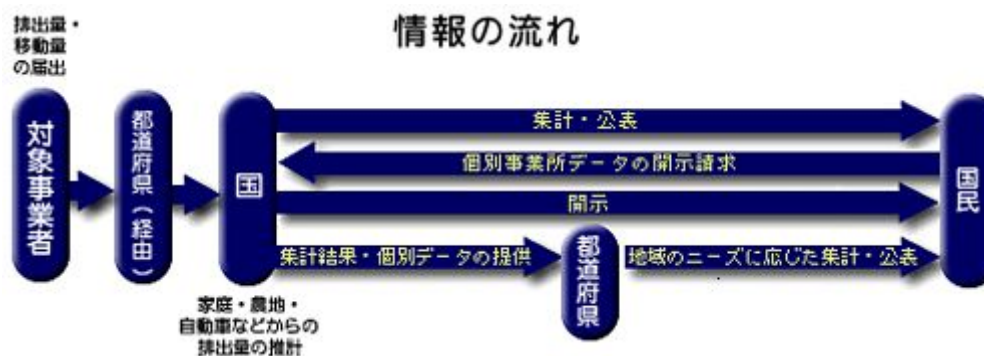 情報の流れ
排出量・
移動量
の届出
対象事業者
都道府県（経由）
国
集計・公表
個別事業所データの開示請求
開示
集計結果・個別データの提供
都道府県
地域のニーズに応じた集計・公表
国民
家庭・農地・
自動車などからの
排出量の推計